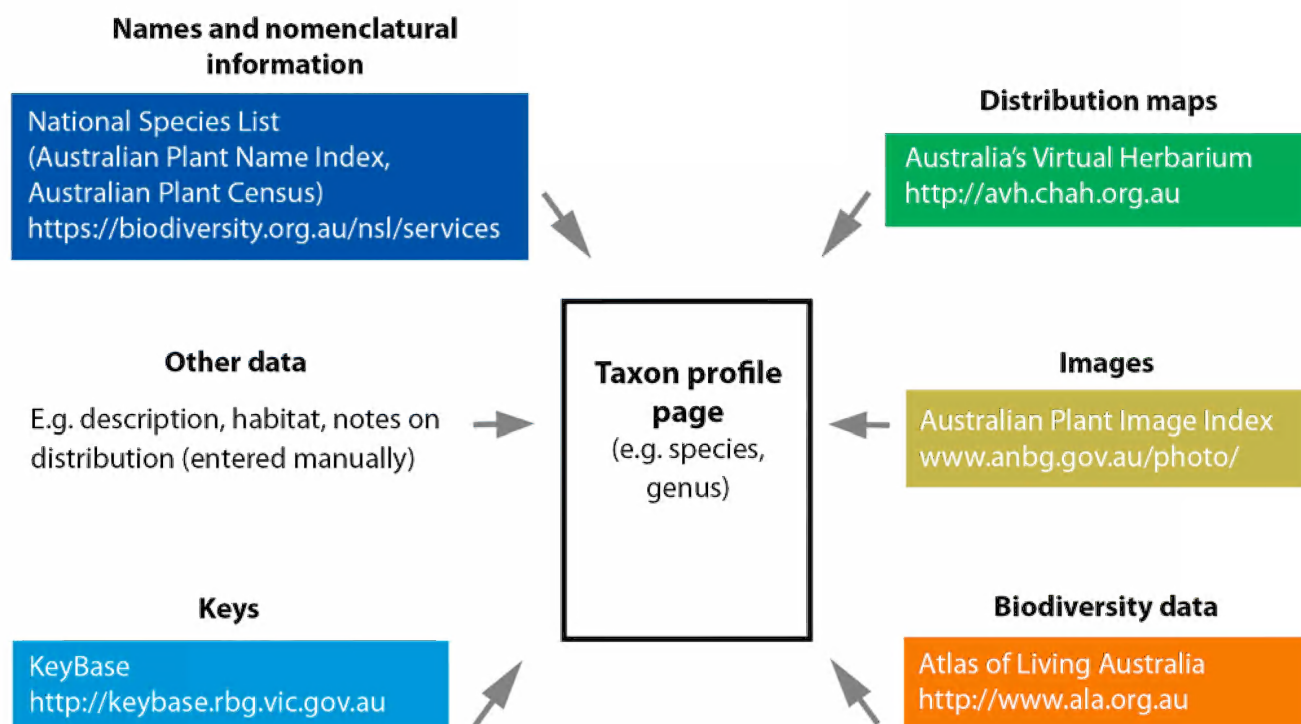 Names and nomenclatural
information
National Species List
(Australian Plant Name Index,
Australian Plant Census)
https://biodiversity.org.au/nsl/services
Distribution maps
Australia's Virtual Herbarium
http://avh.chah.org.au
Other data
E.g. description, habitat, notes on
distribution (entered manually)
Taxon profile
page
(e.g. species,
genus)
Images
Australian Plant Image Index
www.anbg.gov.au/photo/
Keys
KeyBase
http://keybase.rbg.vic.gov.au
Biodiversity data
Atlas of Living Australia
http://www.ala.org.au